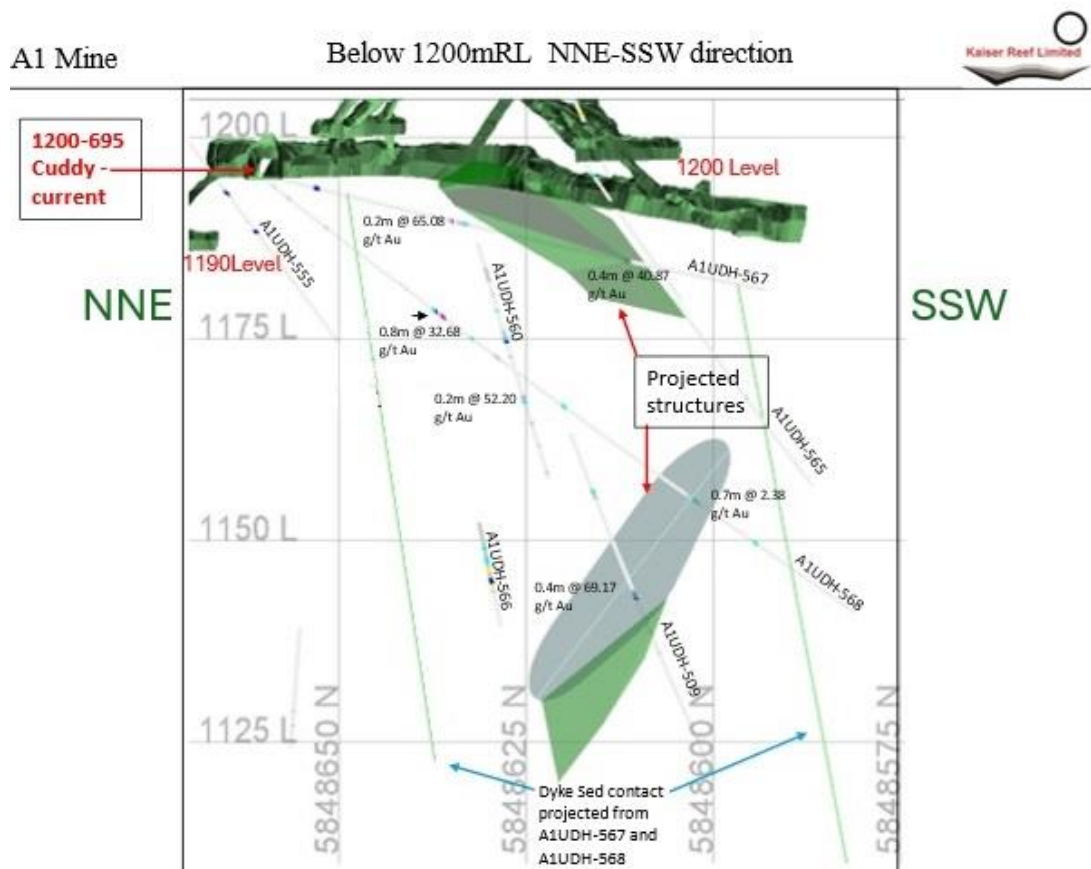 A1 Mine
Below 1200mRL NNE-SSW direction
Kaiser Reef Limited
1200 L
1200-695
Cuddy -
current
1200 Level
0.2m @ 65.08
g/t Au
A1UDH-555
1190Level
A1UDH-560
0.4m @ 40.87
g/t Au
A1UDH-567
NNE
SSW
0.8m @ 32.68
g/t Au
1175 L
Projected
structures
0.2m @ 52.20
g/t Au
A1UDH-565
0.7m @ 2.38
g/t Au
1150 L
A1UDH-566
0.4m @ 69.17
g/t Au
A1UDH-568
A1UDH-509
1125 L
5848650 N
5848625 N
5848600 N
5848575 N
Dyke Sed contact
projected from
A1UDH-567 and
A1UDH-568